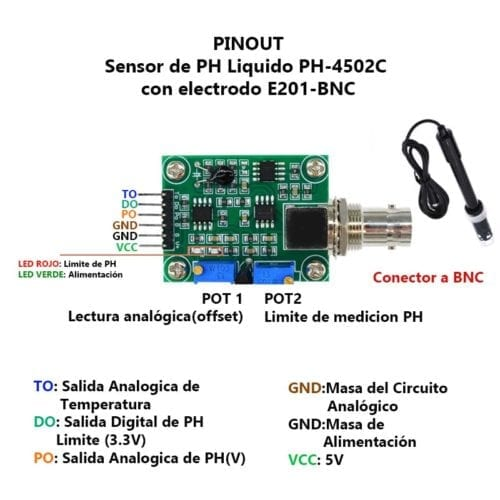 PINOUT
Sensor de PH Liquido PH-4502C
con electrodo E201-BNC
TO
DO
PO
GND
GND
VCC
LED ROJO: Limite de PH
LED VERDE: Alimentación
Conector a BNC
POT 1
Lectura analógica(offset)
POT2
Limite de medicion PH
TO: Salida Analogica de
Temperatura
DO: Salida Digital de PH
Limite (3.3V)
PO: Salida Analogica de PH(V)
GND:Masa del Circuito
Analógico
GND:Masa de
Alimentación
VCC: 5V